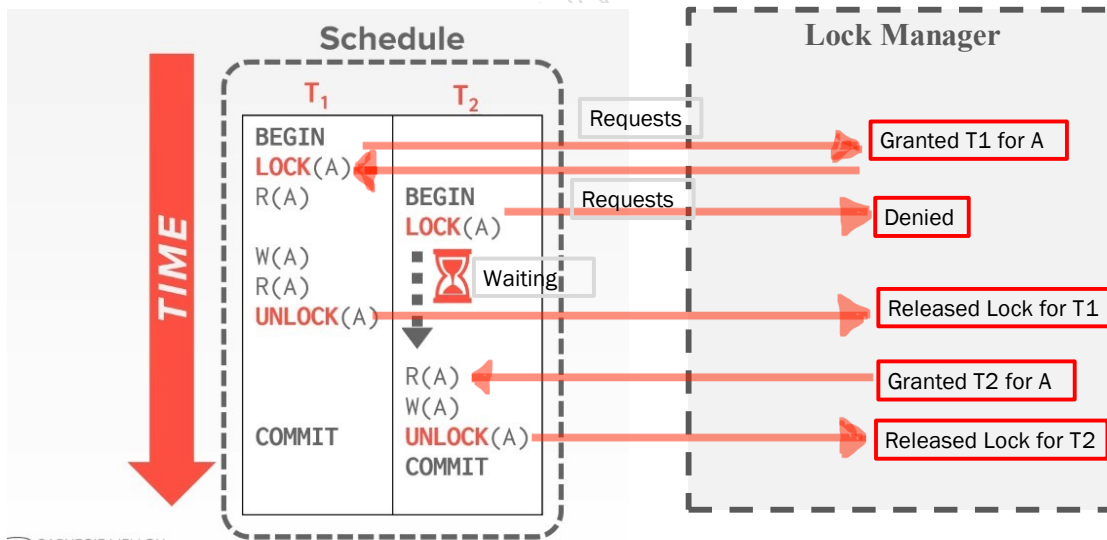 Schedule
Lock Manager
TIME
T1
T2
BEGIN
LOCK(A)
R(A)
W(A)
R(A)
UNLOCK(A)
COMMIT
BEGIN
LOCK(A)
Waiting
R(A)
W(A)
UNLOCK(A)
COMMIT
Requests
Requests
Granted T1 for A
Denied
Released Lock for T1
Granted T2 for A
Released Lock for T2